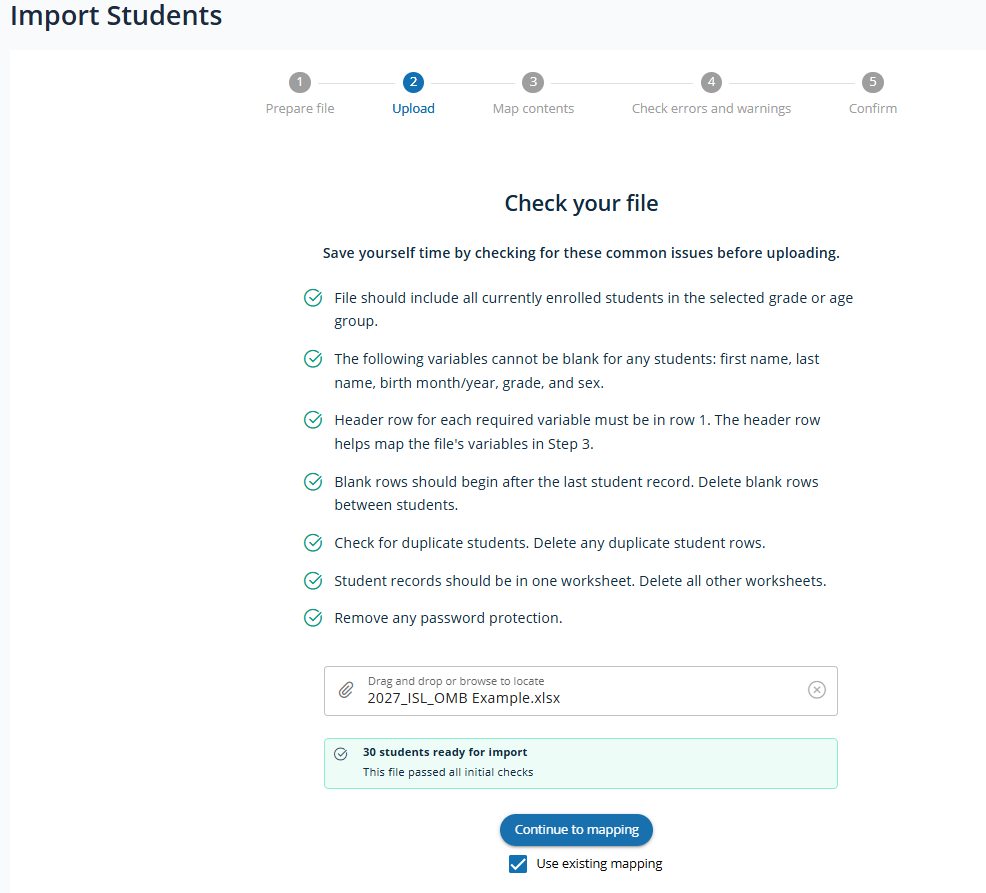 Import Students
1
2
3
4
5
Prepare file
Upload
Map contents
Check errors and warnings
Confirm
Check your file
Save yourself time by checking for these common issues before uploading.
File should include all currently enrolled students in the selected grade or age
group.
The following variables cannot be blank for any students: first name, last
name, birth month/year, grade, and sex.
Header row for each required variable must be in row 1. The header row
helps map the file's variables in Step 3.
Blank rows should begin after the last student record. Delete blank rows
between students.
Check for duplicate students. Delete any duplicate student rows.
Student records should be in one worksheet. Delete all other worksheets.
Remove any password protection.
Drag and drop or browse to locate
2027_ISL_OMB Example.xlsx
30 students ready for import
This file passed all initial checks
Continue to mapping
Use existing mapping